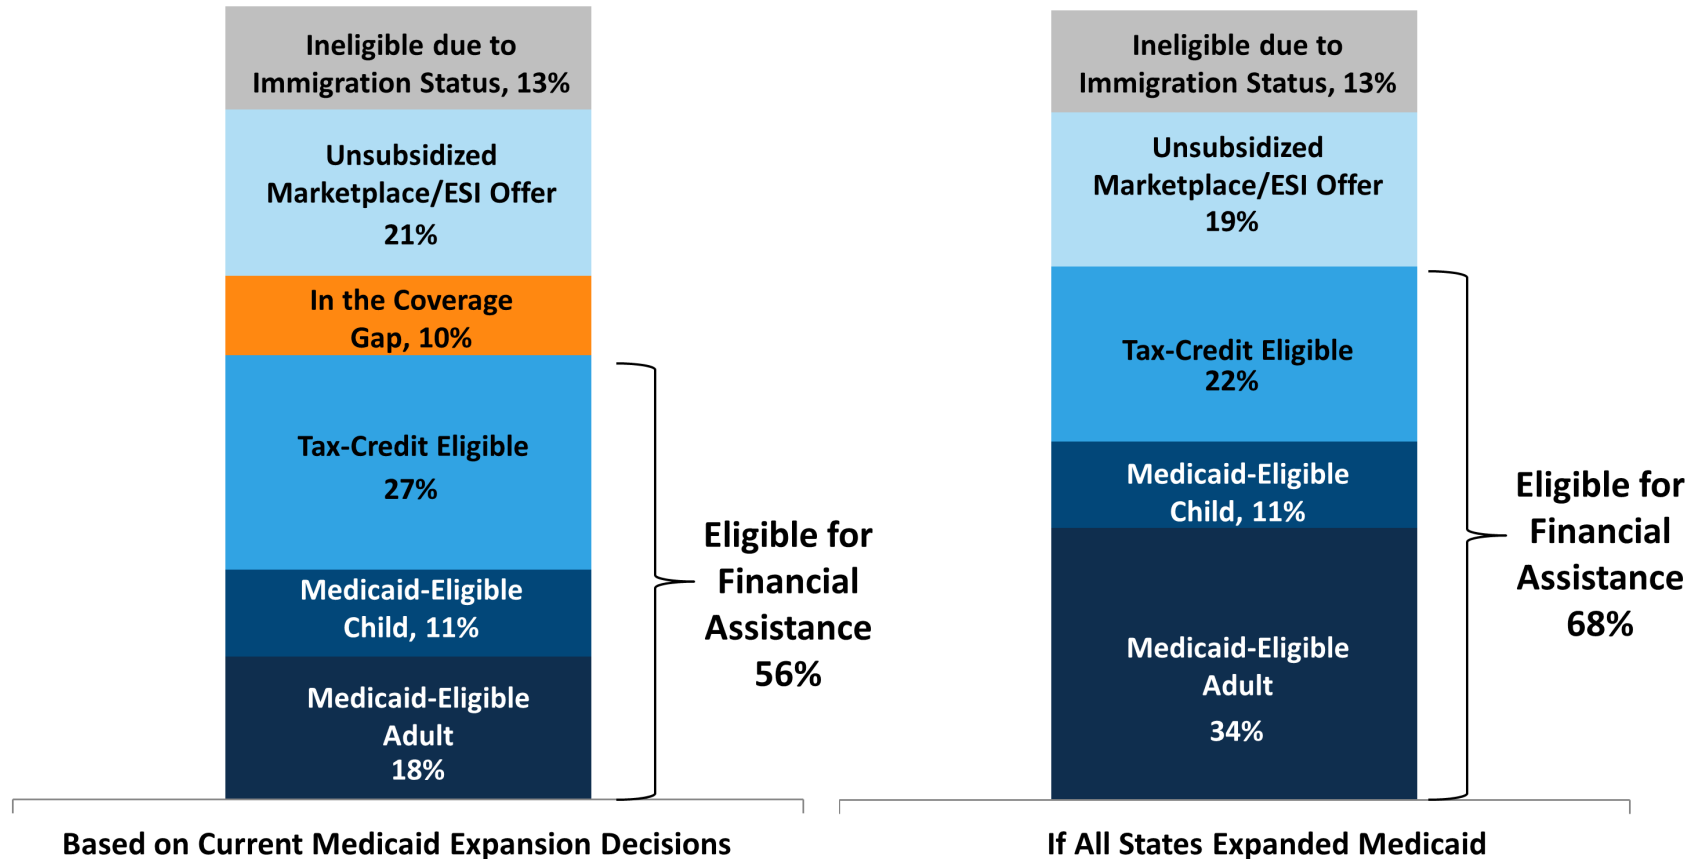 Ineligible due to
Immigration Status, 13%
Unsubsidized
Marketplace/ESI Offer
21%
In the Coverage
Gap, 10%
Tax-Credit Eligible
27%
Medicaid-Eligible
Child, 11%
Medicaid-Eligible
Adult
18%
Eligible for
Financial
Assistance
56%
Based on Current Medicaid Expansion Decisions
Ineligible due to
Immigration Status, 13%
Unsubsidized
Marketplace/ESI Offer
19%
Tax-Credit Eligible
22%
Medicaid-Eligible
Child, 11%
Medicaid-Eligible
Adult
34%
Eligible for
Financial
Assistance
68%
If All States Expanded Medicaid